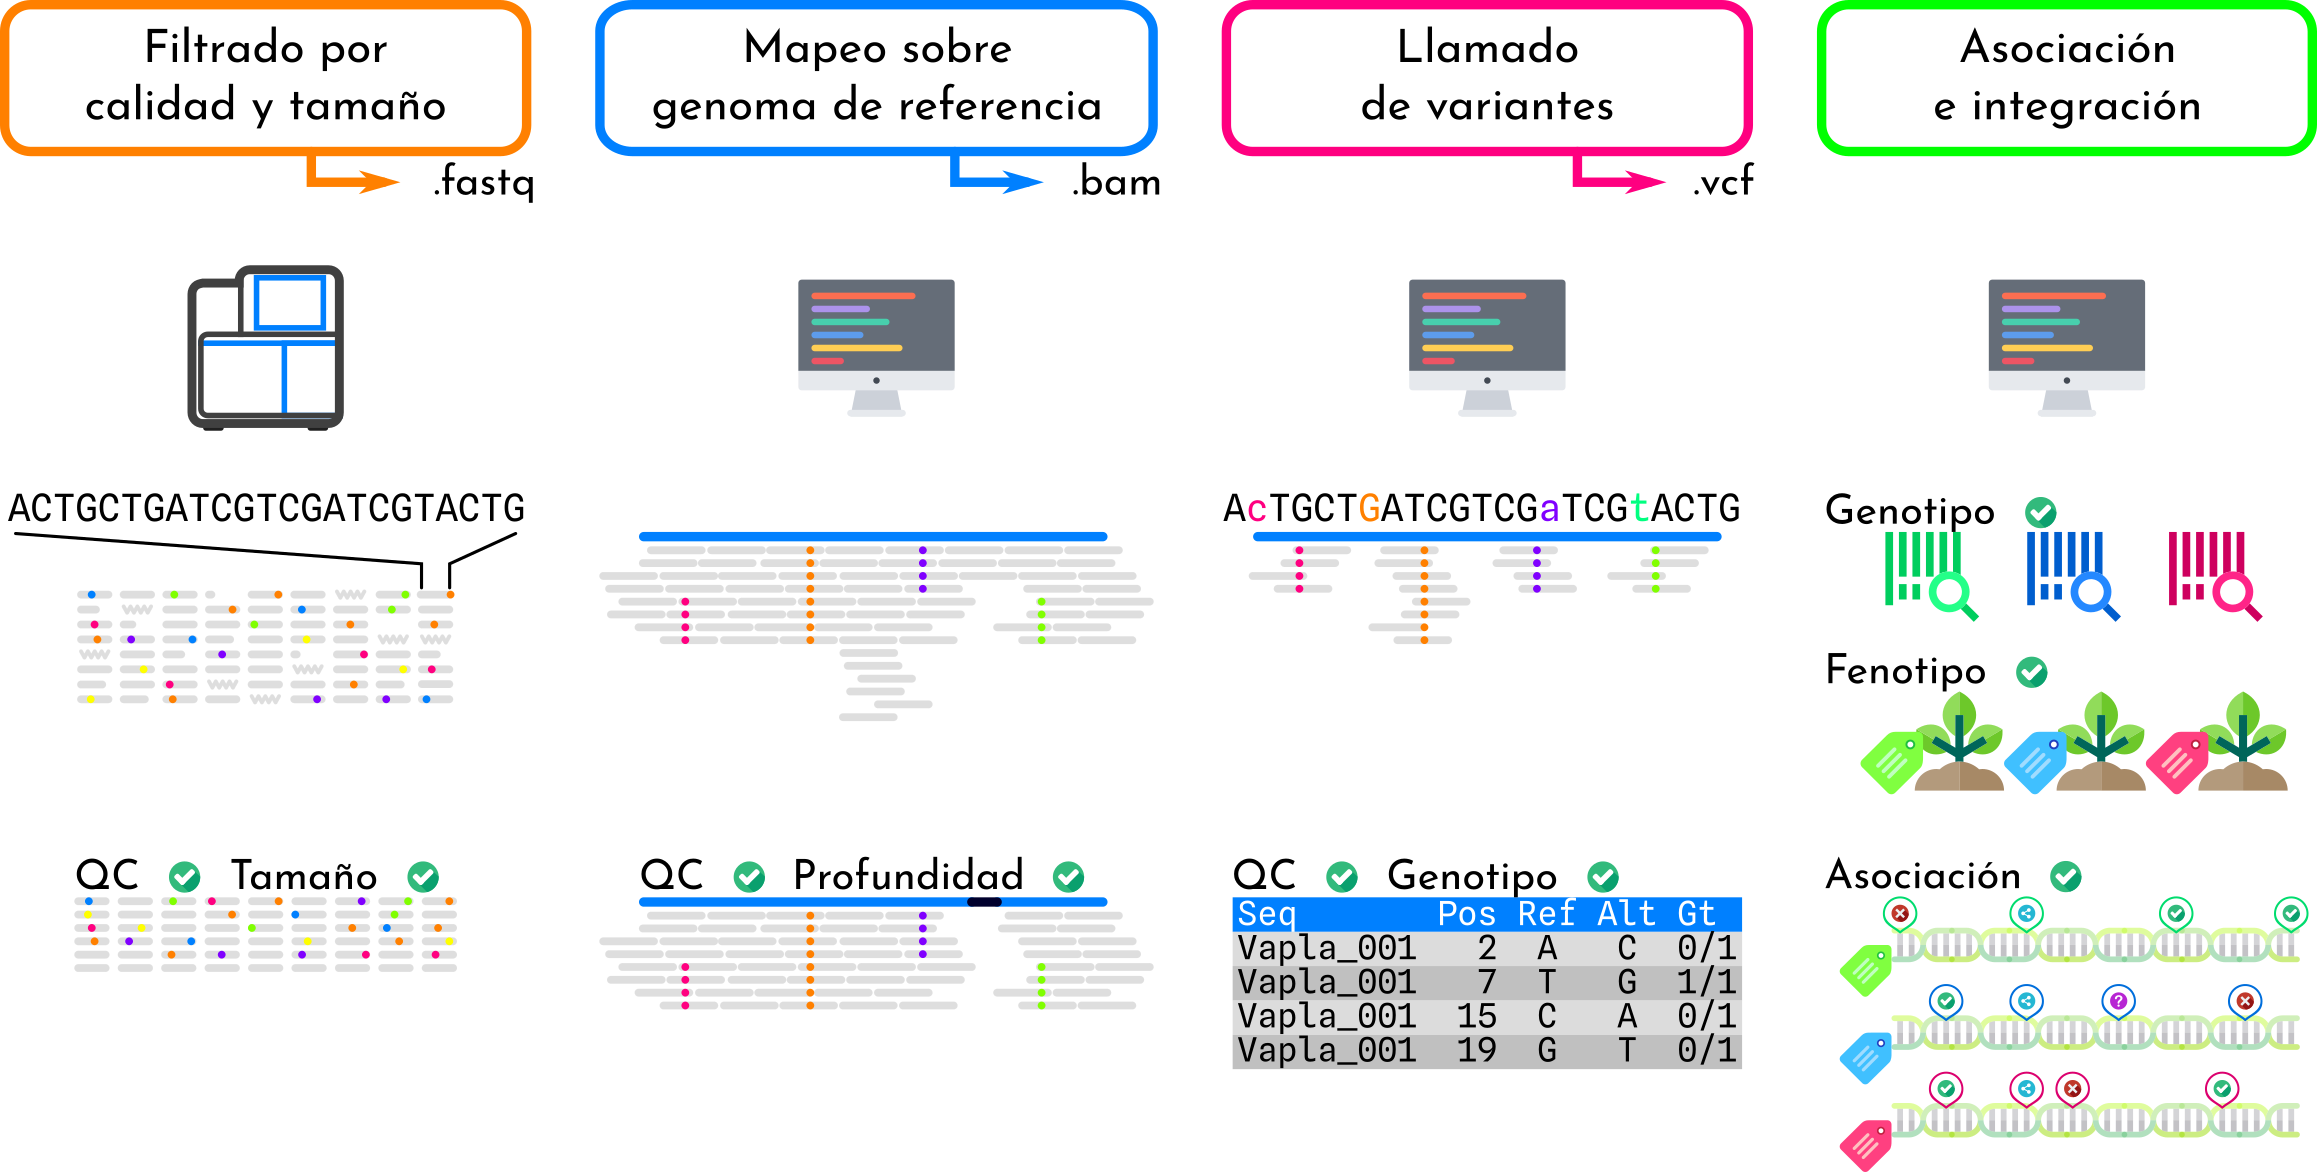 Filtrado por
calidad y tamaño
.fastq
ACTGCTGATCGTCGATCGTACTG
QC Tamaño
Mapeo sobre
genoma de referencia
.bam
QC Profundidad
Llamado
de variantes
.vcf
AcTGCTGATCGTCGaTCGtACTG
QC Genotipo
Seq Pos Ref Alt Gt
Vapla_001 2 A C 0/1
Vapla_001 7 T G 1/1
Vapla_001 15 C A 0/1
Vapla_001 19 G T 0/1
Asociación
e integración
Genotipo
Fenotipo
Asociación
?